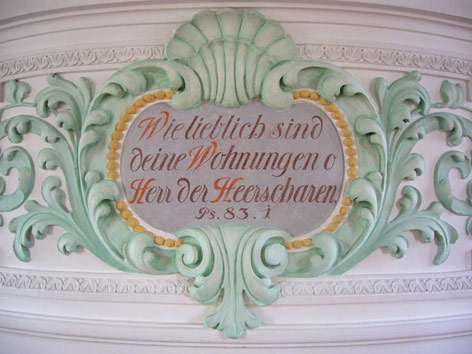 Wie lieblich sind
deine Wohnungen o
Herr der Heerscharen.
Ps. 83. 1